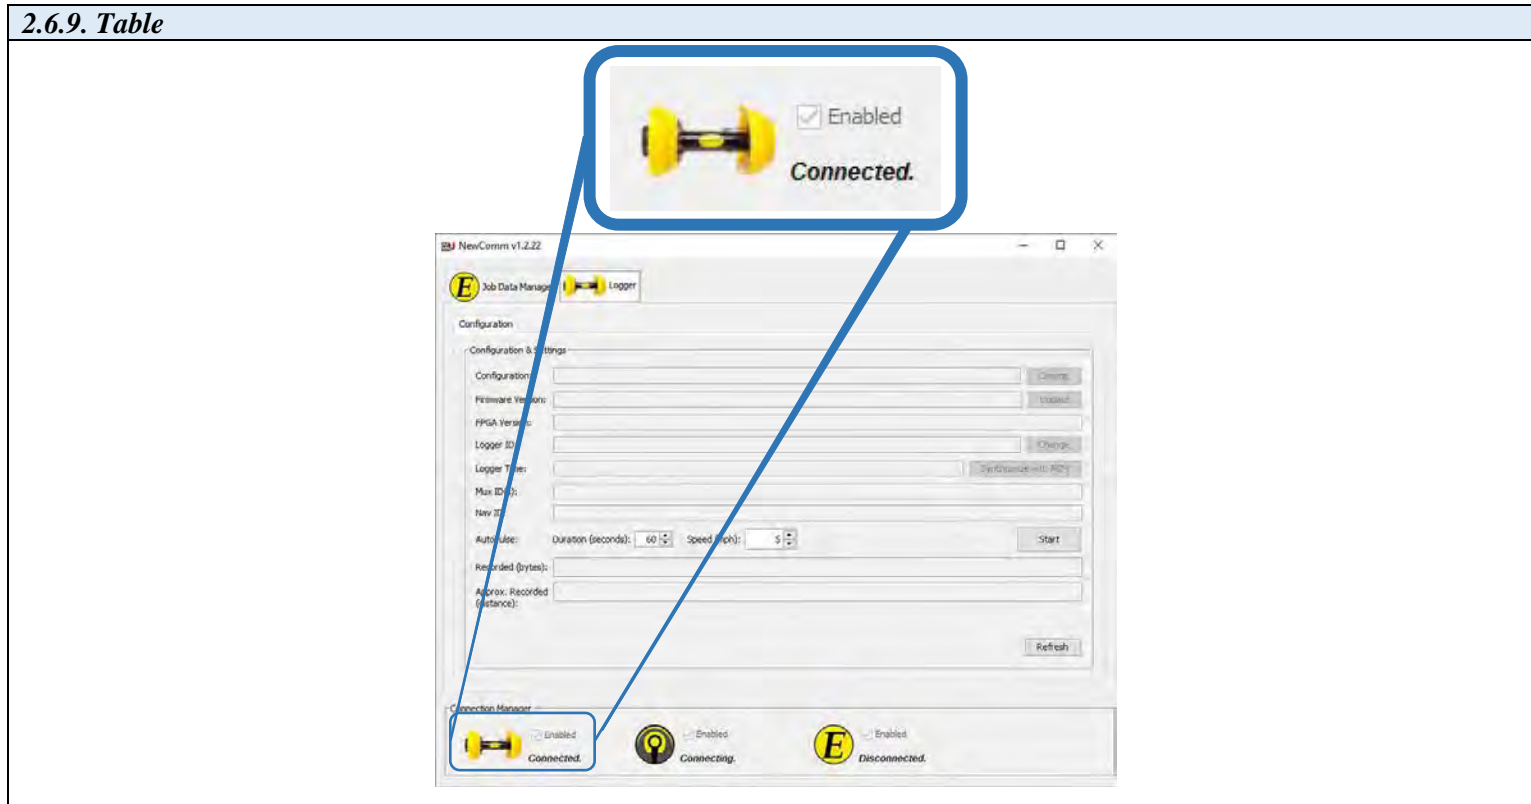 2.6.9. Table
Enabled
Connected.
NewComm v1.2.22
Job Data Manage
Logger
Configuration
Configuration & Settings
Configuration:
Firmware Version:
FPGA Version:
Logger ID:
Change
Logger Time:
Mux ID(s):
Nav ID:
Autopulse: Duration (seconds): 60 Speed (mph): 5 Start
Recorded (bytes):
Approx. Recorded
(distance):
Refresh
Connection Manager
Enabled Enabled Enabled
Connected. Connecting. Disconnected.